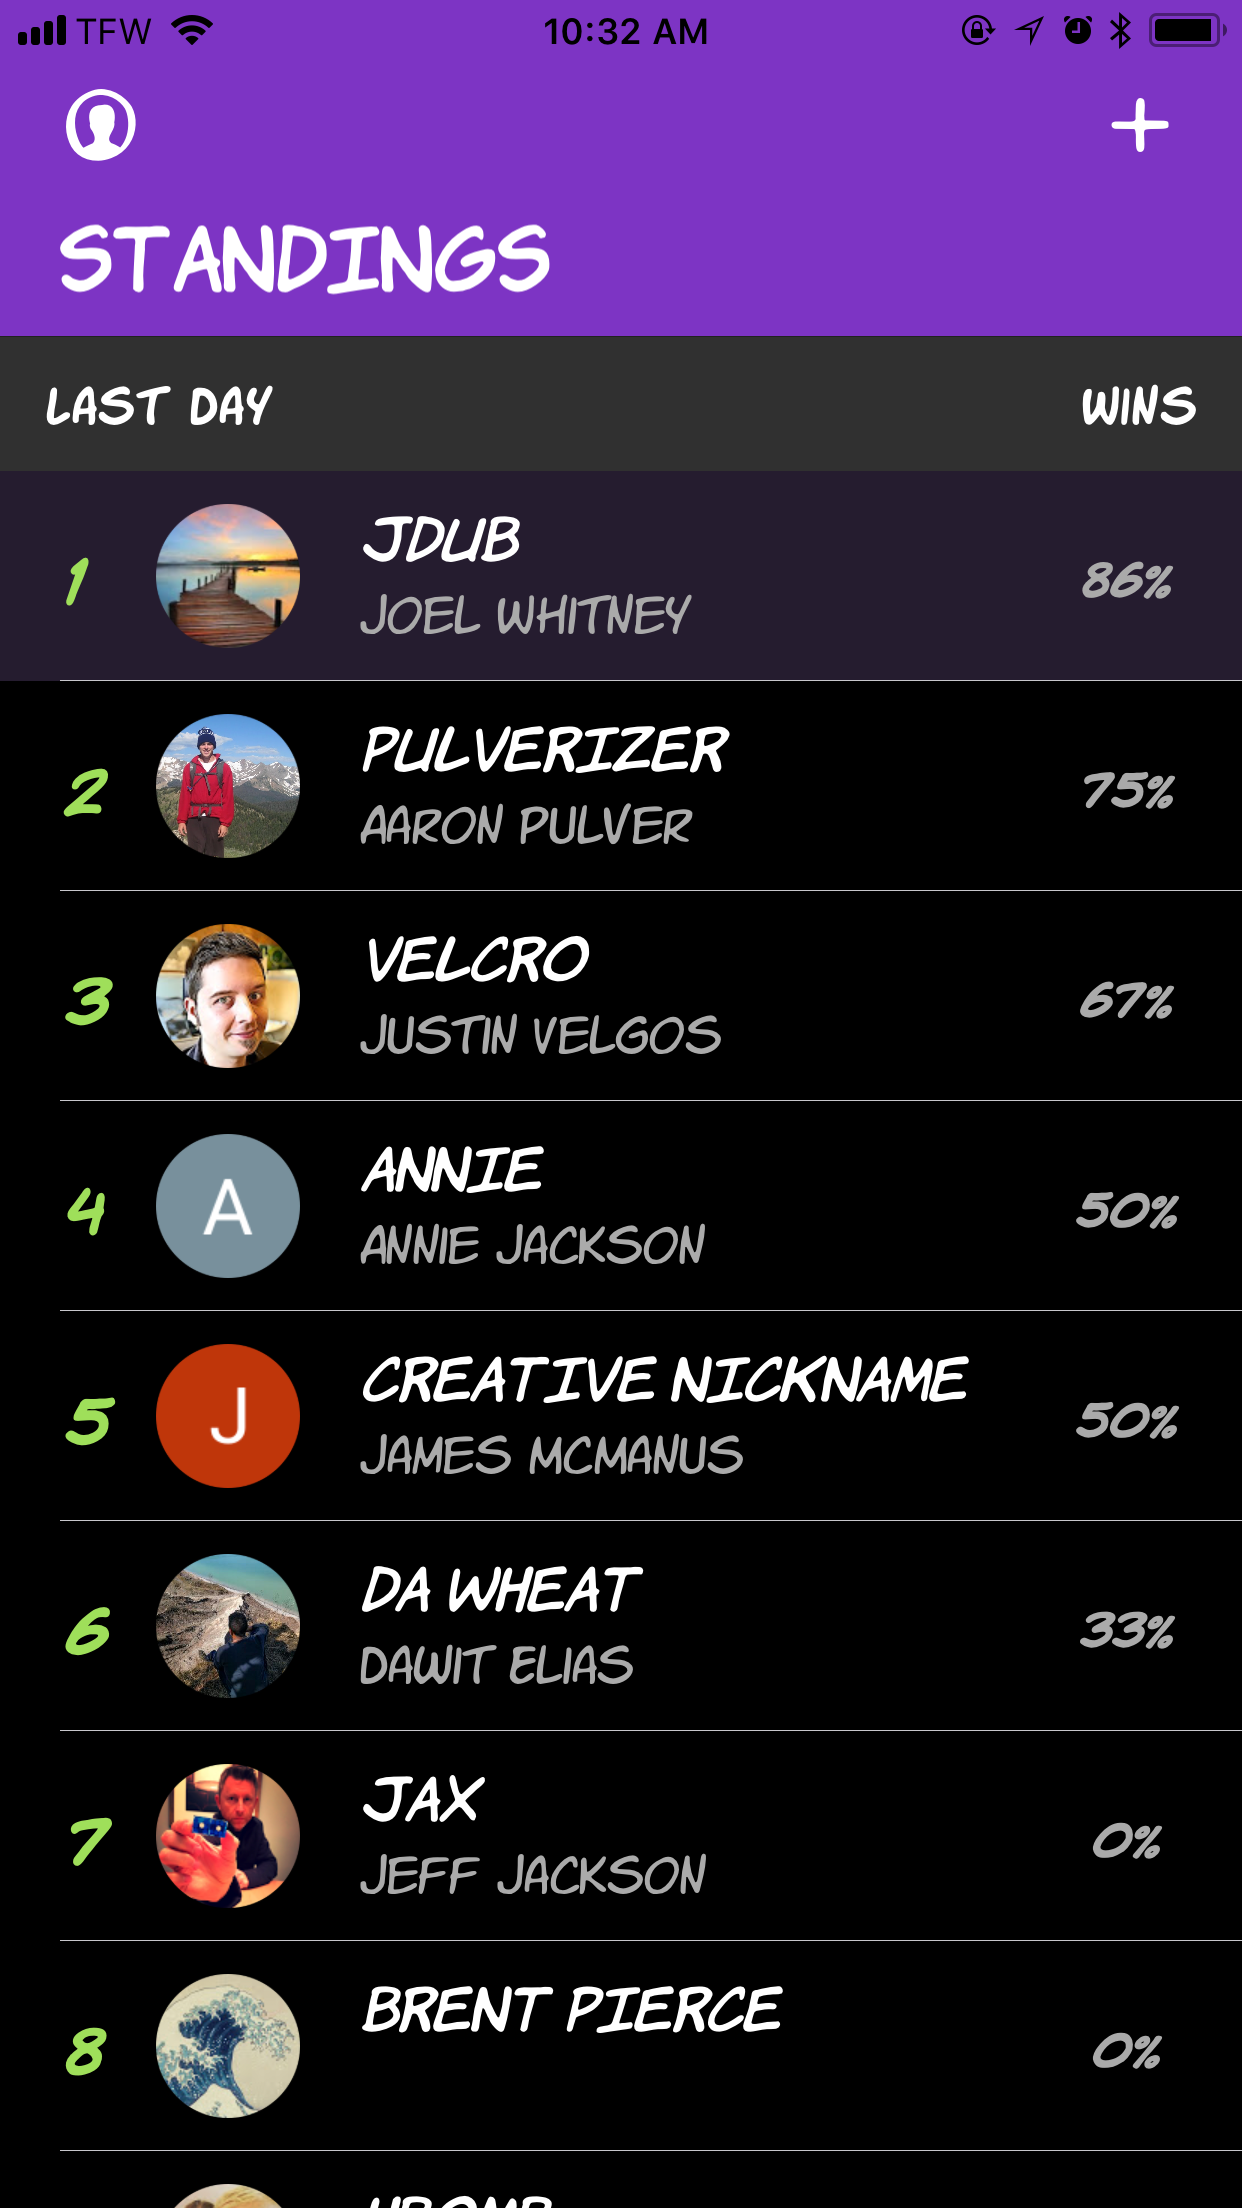 TFW
10:32 AM
STANDINGS
LAST DAY WINS
1 JDUB
JOEL WHITNEY
86%
2 PULVERIZER
AARON PULVER
75%
3 VELCRO
JUSTIN VELGOS
67%
4 A ANNIE
ANNIE JACKSON
50%
5 J CREATIVE NICKNAME
JAMES MCMANUS
50%
6 DA WHEAT
DAWIT ELIAS
33%
7 JAX
JEFF JACKSON
0%
8 BRENT PIERCE
0%